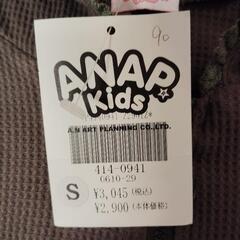 90
ANAP
Kids
A.N ART PLANNING CO.,LTD.
414-0941
0610-29
S
¥3,045(税込)
¥2,900(本体価格)